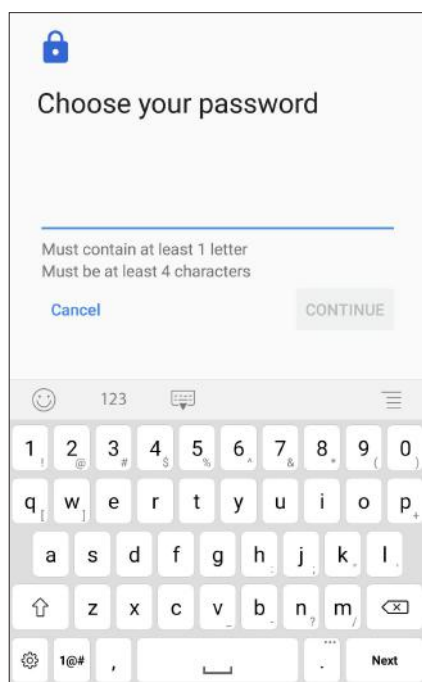 Choose your password
Must contain at least 1 letter
Must be at least 4 characters
Cancel CONTINUE
123
1 ! 2 @ 3 # 4 $ 5 % 6 ^ 7 & 8 * 9 ( 0 )
q [ w ] e r t y u i o p +
a s d f g h : j ; k " l '
z x c v _ b - n ? m /
1@# , . ... Next